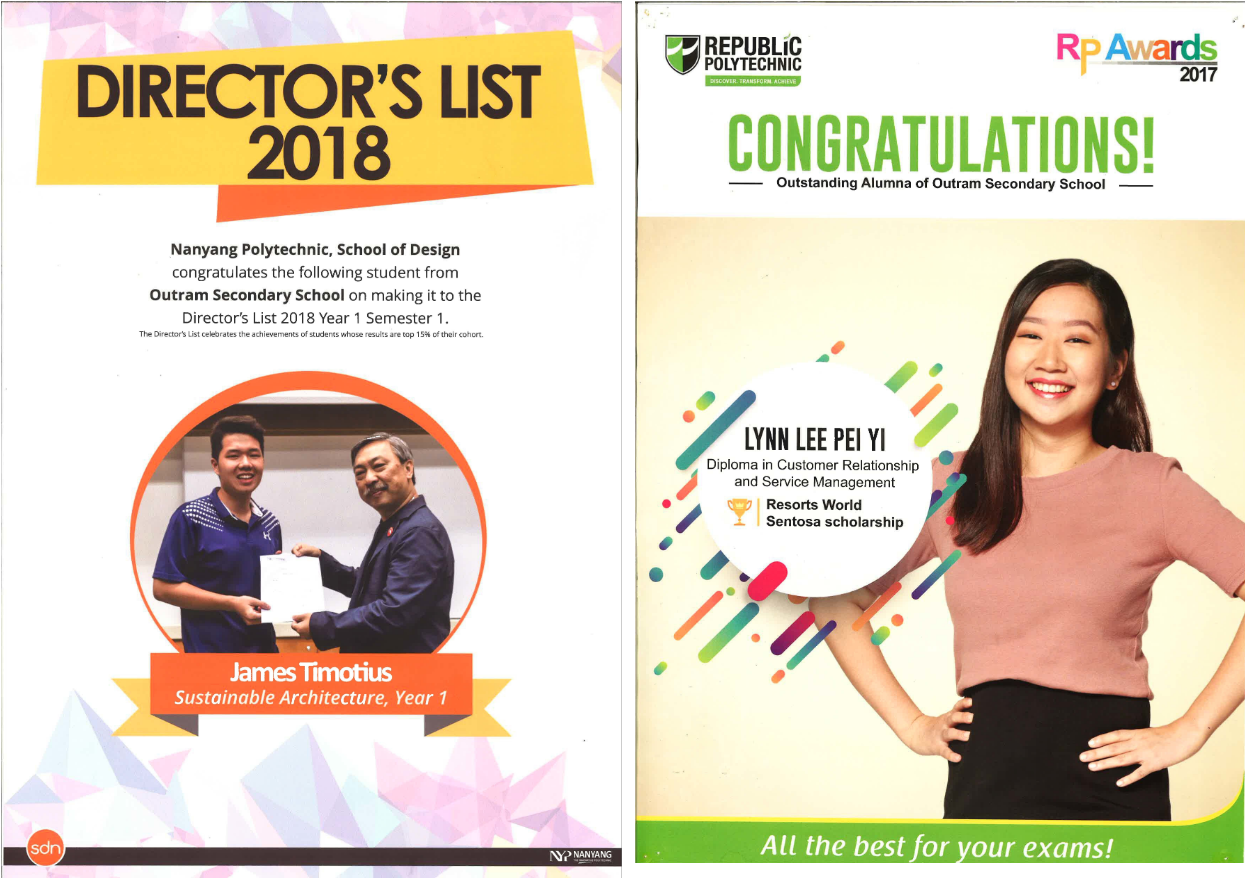 DIRECTOR'S LIST
2018
Nanyang Polytechnic, School of Design
congratulates the following student from
Outram Secondary School on making it to the
Director's List 2018 Year 1 Semester 1.
The Director's List celebrates the achievements of students whose results are top 15% of their cohort.
James Timotius
Sustainable Architecture, Year 1
sdn
NYP NANYANG
REPUBLIC
POLYTECHNIC
DISCOVER. TRANSFORM. ACHIEVE
Rp Awards
2017
CONGRATULATIONS!
Outstanding Alumna of Outram Secondary School
LYNN LEE PEI YI
Diploma in Customer Relationship
and Service Management
Resorts World
Sentosa scholarship
All the best for your exams!